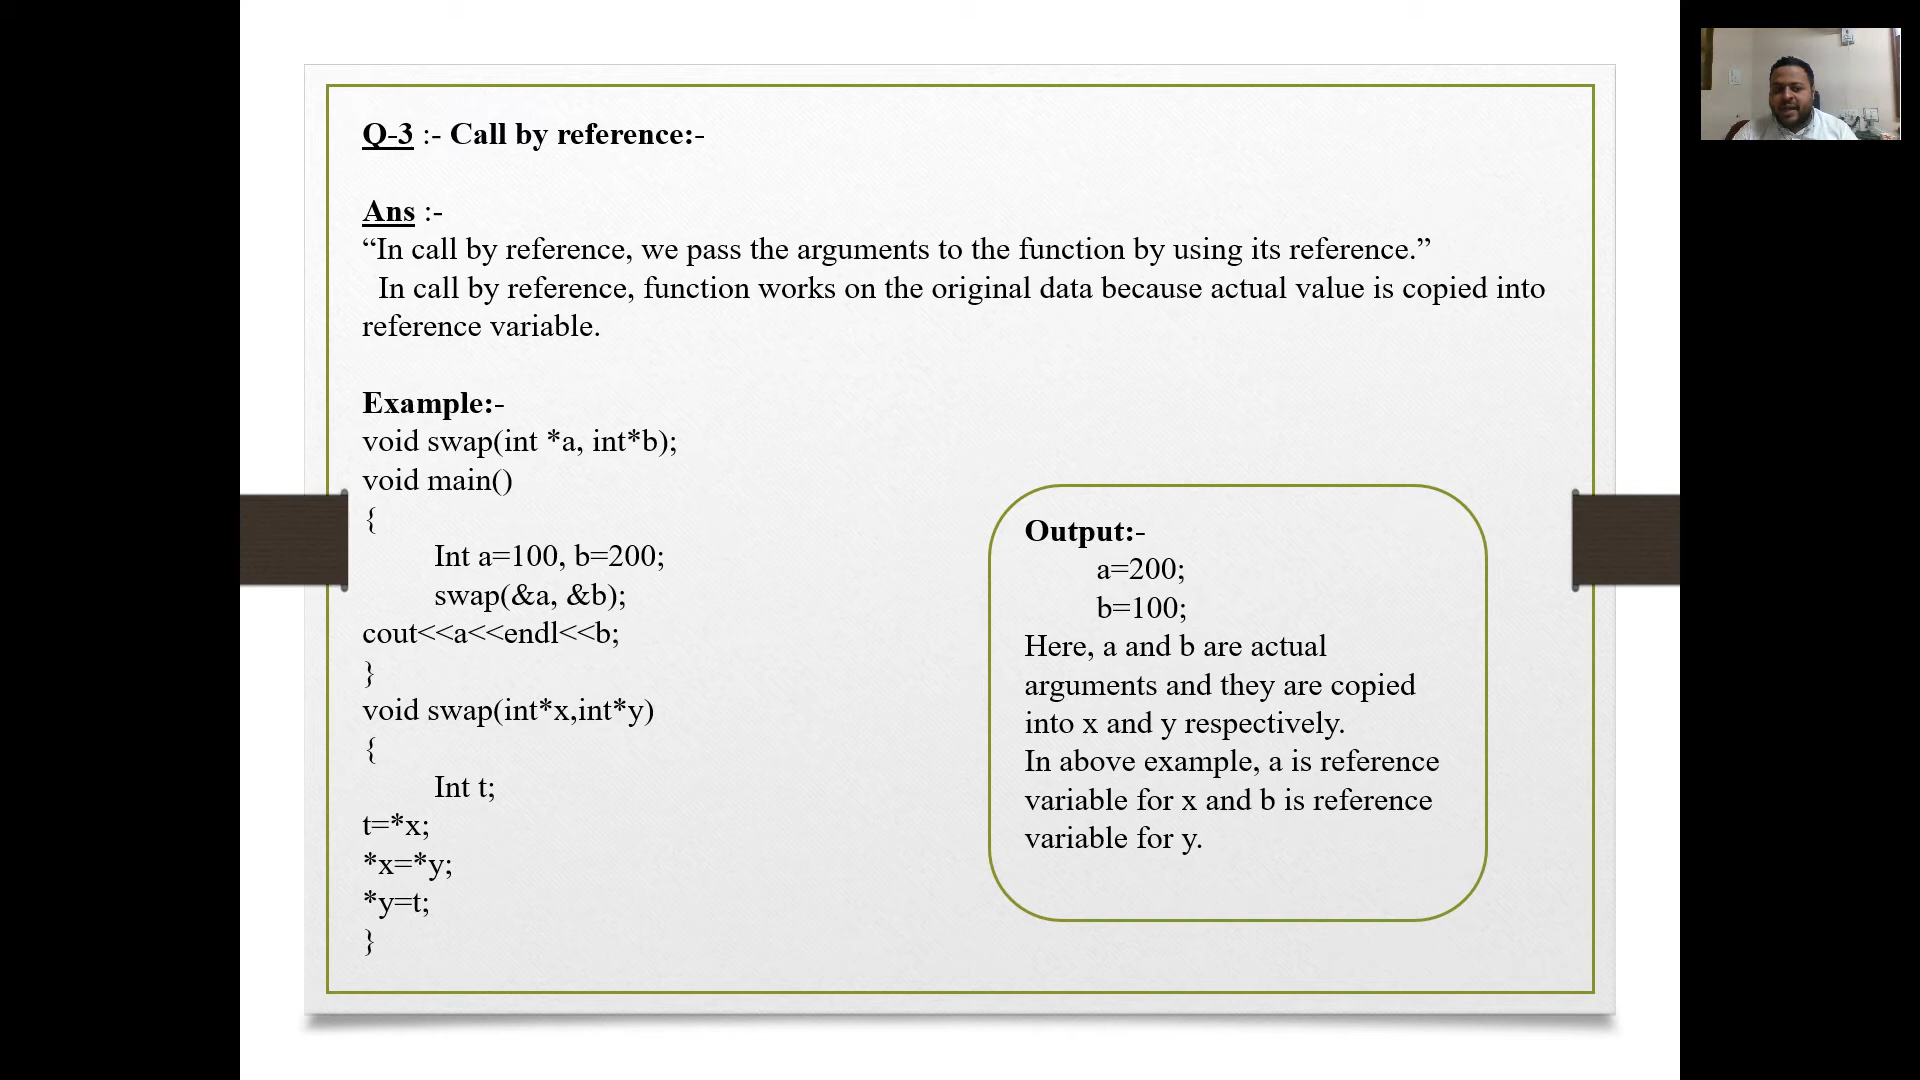 Q-3 :- Call by reference:-
Ans :-
“In call by reference, we pass the arguments to the function by using its reference.”
In call by reference, function works on the original data because actual value is copied into
reference variable.
Example:-
void swap(int *a, int*b);
void main()
{
Int a=100, b=200;
swap(&a, &b);
cout<<a<<endl<<b;
}
void swap(int*x,int*y)
{
Int t;
t=*x;
*x=*y;
*y=t;
}
Output:-
a=200;
b=100;
Here, a and b are actual
arguments and they are copied
into x and y respectively.
In above example, a is reference
variable for x and b is reference
variable for y.